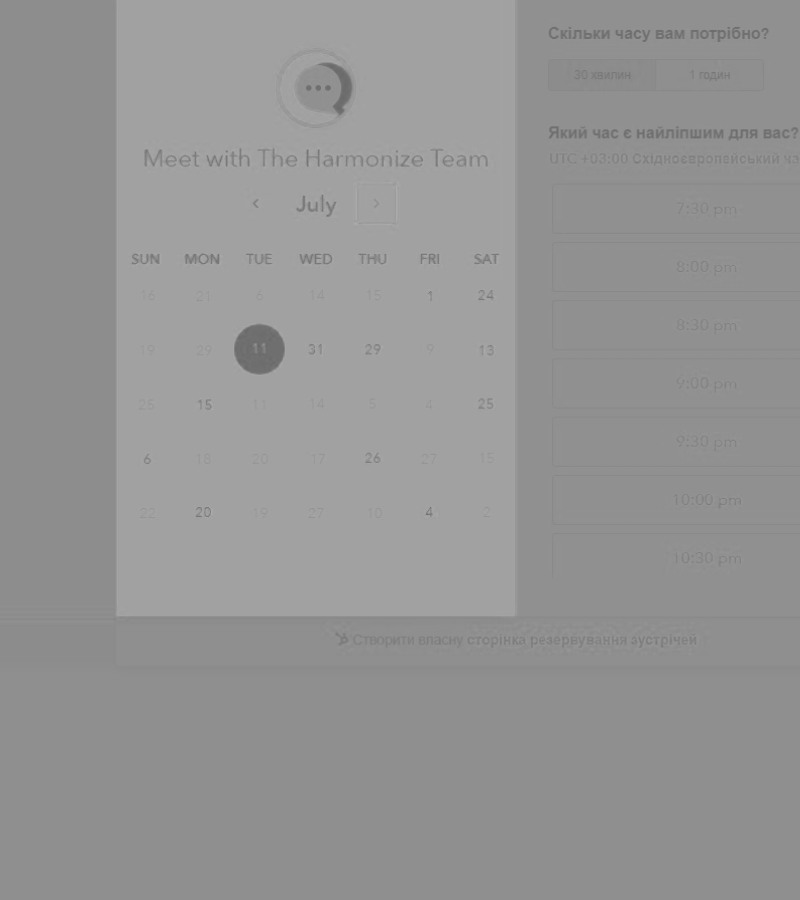 Meet with The Harmonize Team
July
SUN MON TUE WED THU FRI SAT
16 21 6 14 15 1 24
19 29 11 31 29 9 13
25 15 11 14 5 4 25
6 13 20 17 26 27 15
22 20 19 27 10 4 2
Скільки часу вам потрібно?
30 хвилин 1 годин
Який час є найліпшим для вас?
UTC +03:00 Східноєвропейський ча
7:30 pm
8:00 pm
8:30 pm
9:00 pm
9:30 pm
10:00 pm
10:30 pm
Створити власну сторінка резервування аустрічей